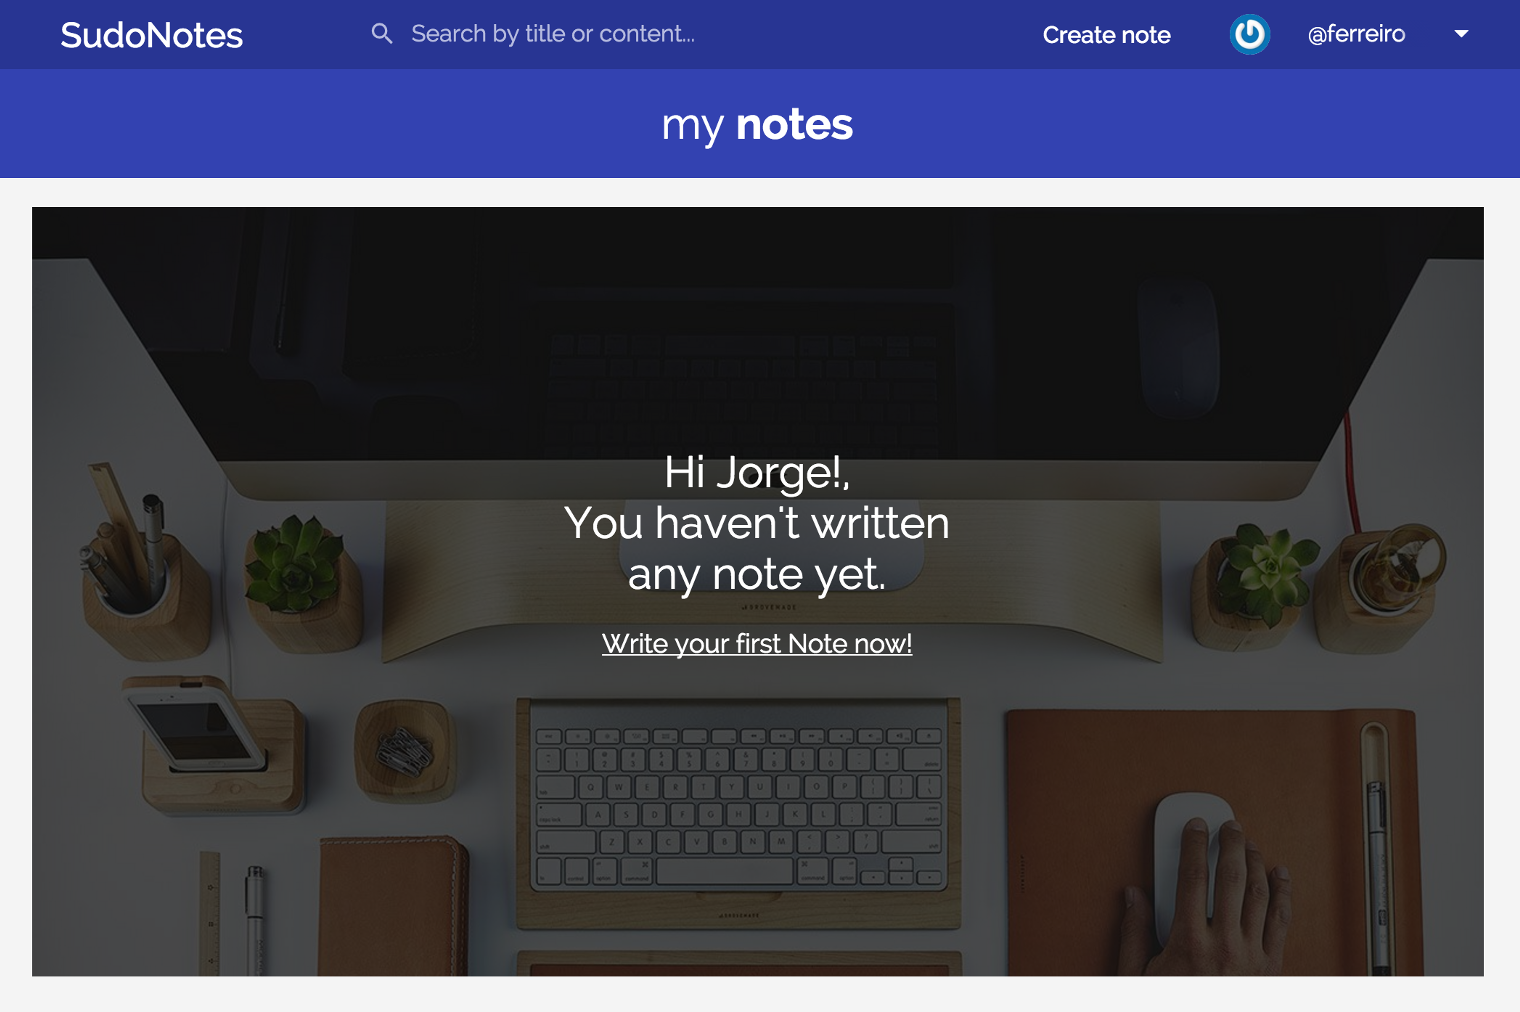 SudoNotes
Search by title or content...
Create note
@ferreiro
my notes
Hi Jorge!,
You haven't written
any note yet.
Write your first Note now!